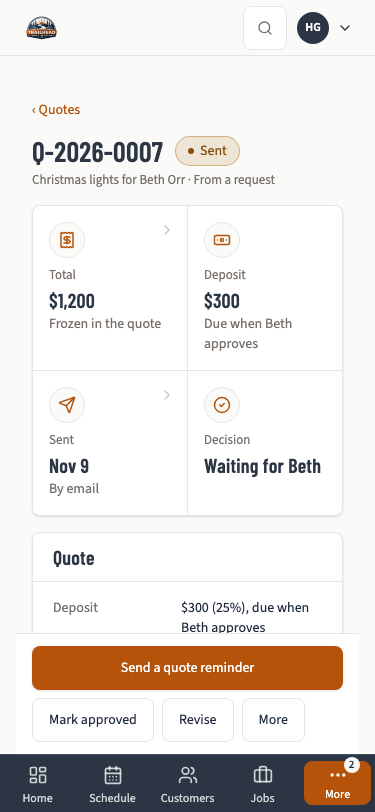 TRAILHEAD
HG
‹ Quotes
Q-2026-0007
Sent
Christmas lights for Beth Orr · From a request
Total
$1,200
Frozen in the quote
Deposit
$300
Due when Beth
approves
Sent
Nov 9
By email
Decision
Waiting for Beth
Quote
Deposit
$300 (25%), due when
Beth approves
Send a quote reminder
Mark approved
Revise
More
Home
Schedule
Customers
Jobs
2
More